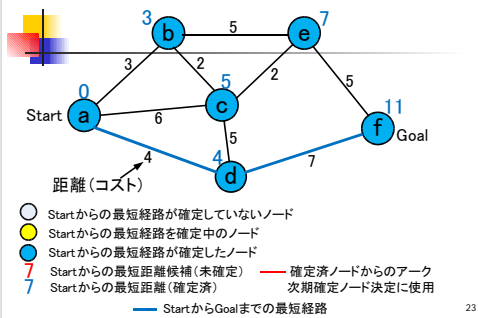 3
7
b
5
e
3
2
0
5
2
5
Start
a
6
c
11
f
Goal
5
4
4
7
d
距離(コスト)
Startからの最短経路が確定していないノード
Startからの最短経路を確定中のノード
Startからの最短経路が確定したノード
7 Startからの最短距離候補(未確定) 確定済ノードからのアーク
7 Startからの最短距離(確定済) 次期確定ノード決定に使用
StartからGoalまでの最短経路
23